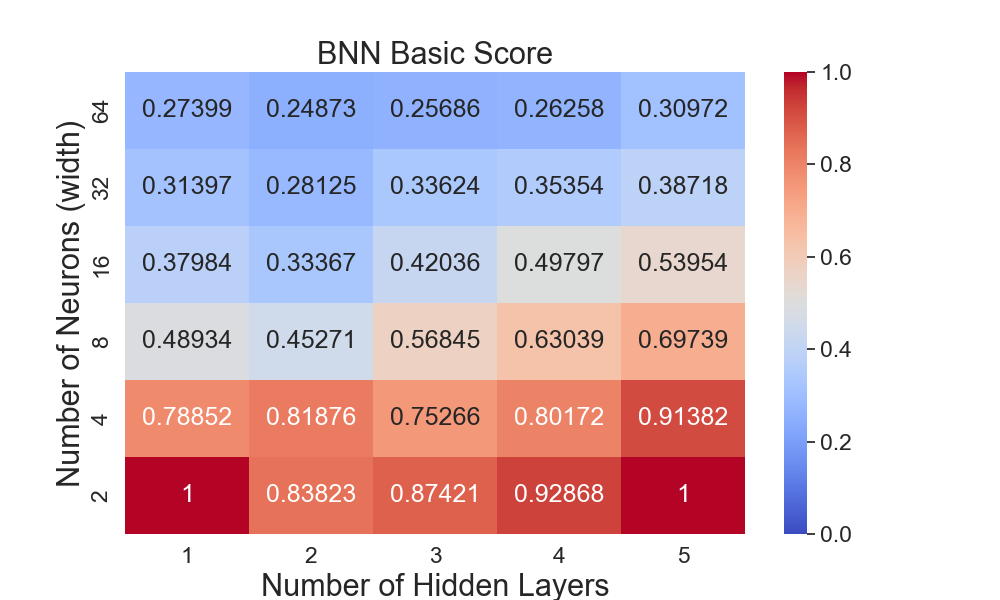 BNN Basic Score
Number of Neurons (width)
64 0.27399 0.24873 0.25686 0.26258 0.30972
32 0.31397 0.28125 0.33624 0.35354 0.38718
16 0.37984 0.33367 0.42036 0.49797 0.53954
8 0.48934 0.45271 0.56845 0.63039 0.69739
4 0.78852 0.81876 0.75266 0.80172 0.91382
2 1 0.83823 0.87421 0.92868 1
1 2 3 4 5
Number of Hidden Layers
1.0
0.8
0.6
0.4
0.2
0.0